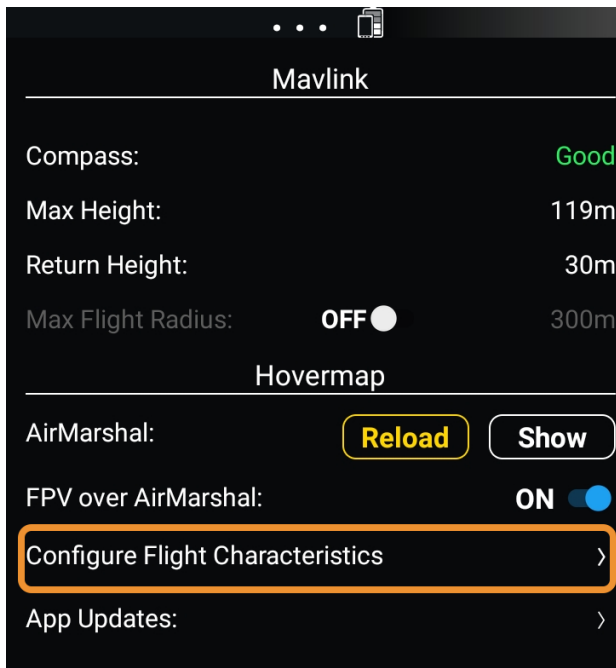 Mavlink
Compass: Good
Max Height: 119m
Return Height: 30m
Max Flight Radius: OFF 300m
Hovermap
AirMarshal: Reload Show
FPV over AirMarshal: ON
Configure Flight Characteristics
App Updates: